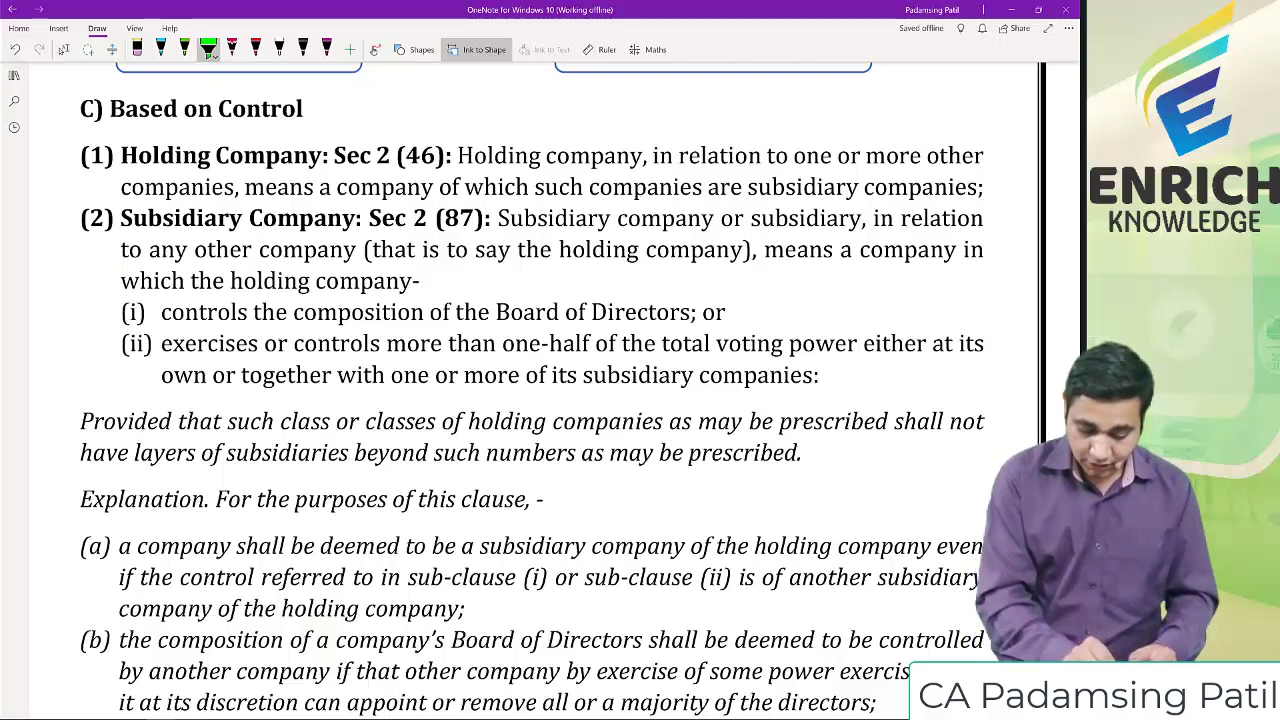 OneNote for Windows 10 (Working offline)
Padamsing Patil
Home Insert Draw View Help
Saved offline
Share
Shapes
Ink to Shape
Ink to Text
Ruler
Maths
C) Based on Control
(1) Holding Company: Sec 2 (46): Holding company, in relation to one or more other
companies, means a company of which such companies are subsidiary companies;
(2) Subsidiary Company: Sec 2 (87): Subsidiary company or subsidiary, in relation
to any other company (that is to say the holding company), means a company in
which the holding company-
(i) controls the composition of the Board of Directors; or
(ii) exercises or controls more than one-half of the total voting power either at its
own or together with one or more of its subsidiary companies:
Provided that such class or classes of holding companies as may be prescribed shall not
have layers of subsidiaries beyond such numbers as may be prescribed.
Explanation. For the purposes of this clause, -
(a) a company shall be deemed to be a subsidiary company of the holding company even
if the control referred to in sub-clause (i) or sub-clause (ii) is of another subsidiary
company of the holding company;
(b) the composition of a company’s Board of Directors shall be deemed to be controlled
by another company if that other company by exercise of some power
it at its discretion can appoint or remove all or a majority of the directors;
ENRICH
KNOWLEDGE
CA Padamsing Patil